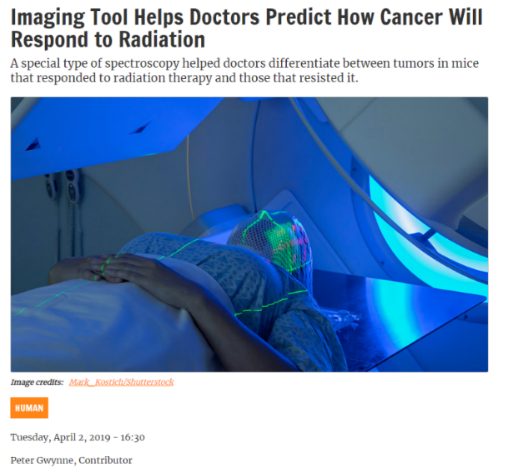 Imaging Tool Helps Doctors Predict How Cancer Will
Respond to Radiation
A special type of spectroscopy helped doctors differentiate between tumors in mice
that responded to radiation therapy and those that resisted it.
Image credits: Mark_Kostich/Shutterstock
HUMAN
Tuesday, April 2, 2019 - 16:30
Peter Gwynne, Contributor